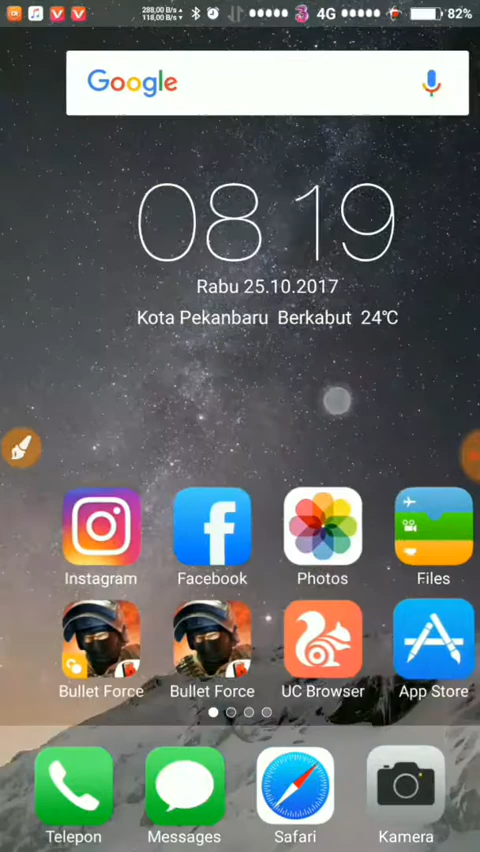 288,00 B/s
118,00 B/s
4G
82%
Google
08 19
Rabu 25.10.2017
Kota Pekanbaru Berkabut 24℃
Instagram
Facebook
Photos
Files
Bullet Force
Bullet Force
UC Browser
App Store
Telepon
Messages
Safari
Kamera